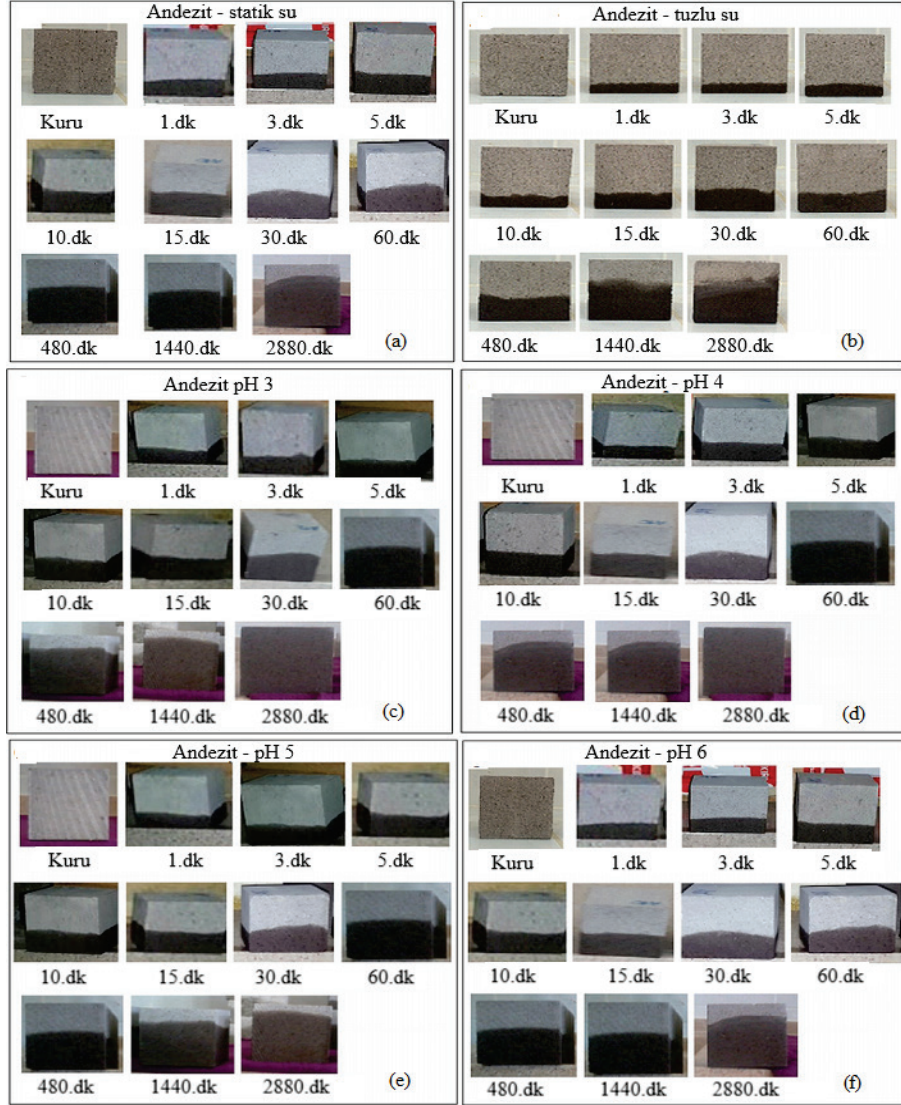 Andezit - statik su
Kuru 1.dk 3.dk 5.dk
10.dk 15.dk 30.dk 60.dk
480.dk 1440.dk 2880.dk (a)
Andezit - tuzlu su
Kuru 1.dk 3.dk 5.dk
10.dk 15.dk 30.dk 60.dk
480.dk 1440.dk 2880.dk (b)
Andezit pH 3
Kuru 1.dk 3.dk 5.dk
10.dk 15.dk 30.dk 60.dk
480.dk 1440.dk 2880.dk (c)
Andezit - pH 4
Kuru 1.dk 3.dk 5.dk
10.dk 15.dk 30.dk 60.dk
480.dk 1440.dk 2880.dk (d)
Andezit - pH 5
Kuru 1.dk 3.dk 5.dk
10.dk 15.dk 30.dk 60.dk
480.dk 1440.dk 2880.dk (e)
Andezit - pH 6
Kuru 1.dk 3.dk 5.dk
10.dk 15.dk 30.dk 60.dk
480.dk 1440.dk 2880.dk (f)